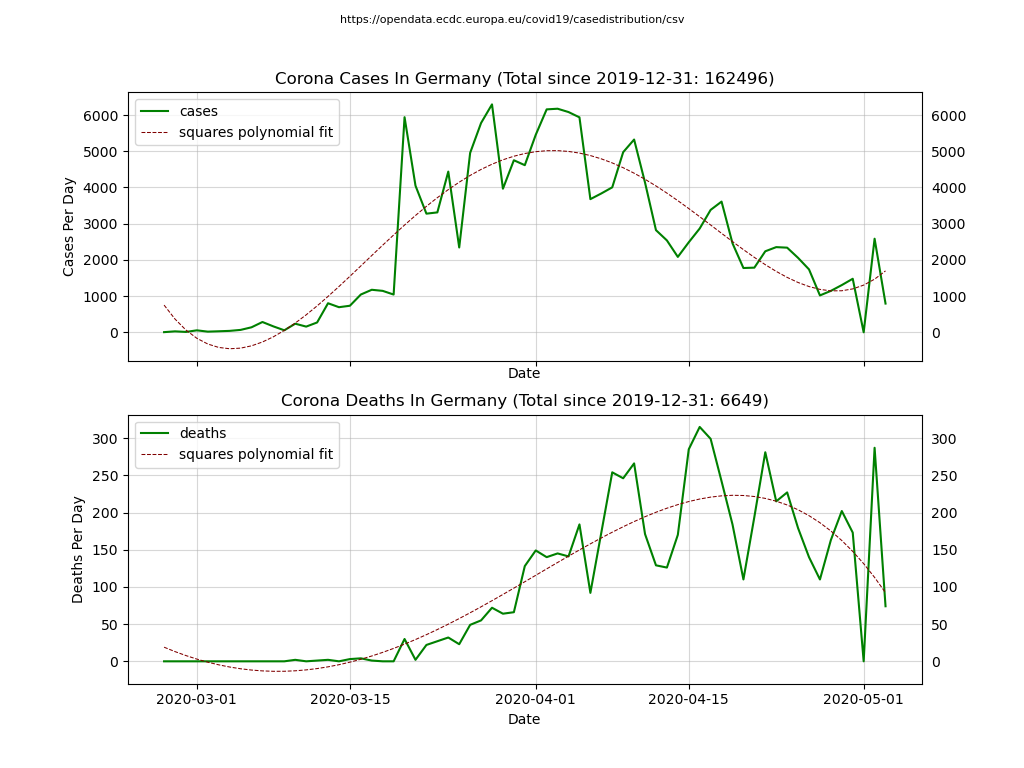 https://opendata.ecdc.europa.eu/covid19/casedistribution/csv
Corona Cases In Germany (Total since 2019-12-31: 162496)
cases
squares polynomial fit
Cases Per Day
6000
5000
4000
3000
2000
1000
0
6000
5000
4000
3000
2000
1000
0
Date
Corona Deaths In Germany (Total since 2019-12-31: 6649)
deaths
squares polynomial fit
Deaths Per Day
300
250
200
150
100
50
0
300
250
200
150
100
50
0
2020-03-01 2020-03-15 2020-04-01 2020-04-15 2020-05-01
Date